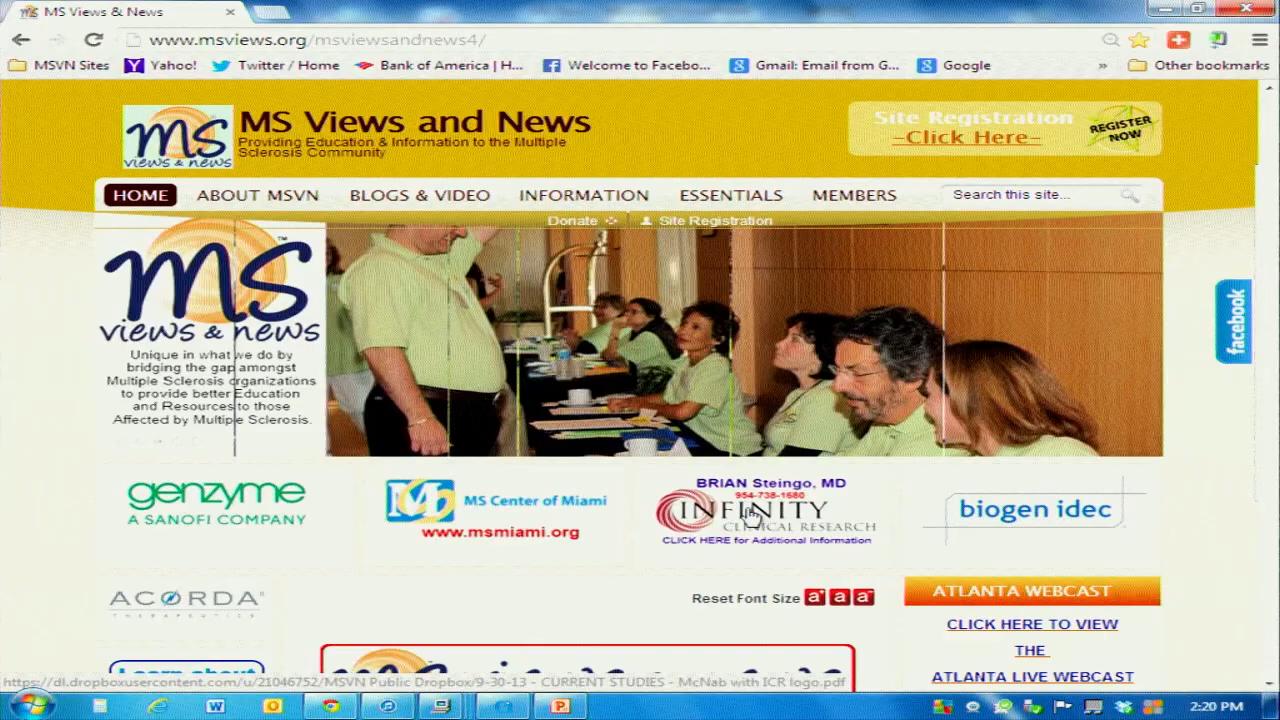 MS Views & News
www.msviews.org/msviewsandnews4/
MSVN Sites
Yahoo!
Twitter / Home
Bank of America | H...
Welcome to Facebo...
Gmail: Email from G...
Google
»
Other bookmarks
ms
views & news
MS Views and News
Providing Education & Information to the Multiple
Sclerosis Community
Site Registration
~Click Here~
REGISTER
NOW
HOME
ABOUT MSVN
BLOGS & VIDEO
INFORMATION
ESSENTIALS
MEMBERS
Search this site...
Donate
Site Registration
ms™
views & news
Unique in what we do by
bridging the gap amongst
Multiple Sclerosis organizations
to provide better Education
and Resources to those
Affected by Multiple Sclerosis.
facebook
genzyme
A SANOFI COMPANY
MS Center of Miami
www.msmiami.org
BRIAN Steingo, MD
954-738-1680
INFINITY
CLINICAL RESEARCH
CLICK HERE for Additional Information
biogen idec
ACORDA
THERAPEUTICS
Reset Font Size
a+ a a-
ATLANTA WEBCAST
CLICK HERE TO VIEW
THE
ATLANTA LIVE WEBCAST
Learn about
https://dl.dropboxusercontent.com/u/21046752/MSVN Public Dropbox/9-30-13 - CURRENT STUDIES - McNab with ICR logo.pdf
2:20 PM